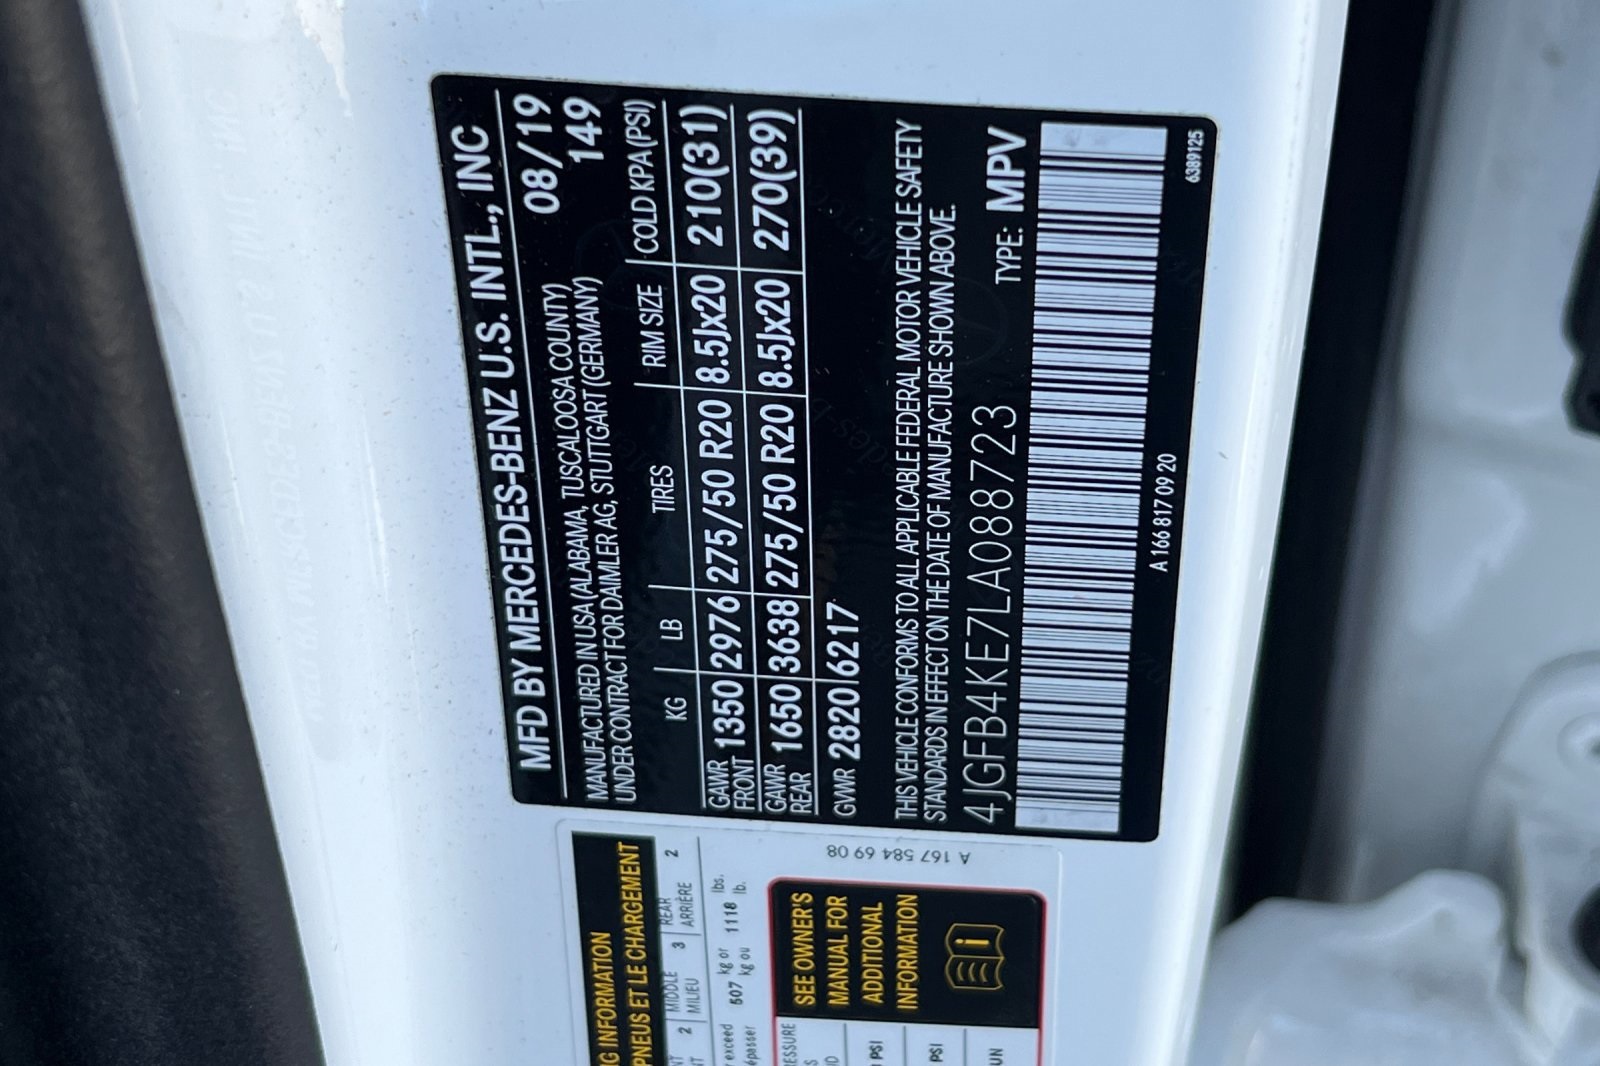 MFD BY MERCEDES-BENZ U.S. INTL., INC
MANUFACTURED IN USA (ALABAMA, TUSCALOOSA COUNTY) 08/19
UNDER CONTRACT FOR DAIMLER AG, STUTTGART (GERMANY) 149
KG LB TIRES RIM SIZE COLD KPA (PSI)
GAWR FRONT 1350 2976 275/50 R20 8.5Jx20 210(31)
GAWR REAR 1650 3638 275/50 R20 8.5Jx20 270(39)
GVWR 2820 6217
THIS VEHICLE CONFORMS TO ALL APPLICABLE FEDERAL MOTOR VEHICLE SAFETY
STANDARDS IN EFFECT ON THE DATE OF MANUFACTURE SHOWN ABOVE.
4JGFB4KE7LA088723 TYPE: MPV
A 166 817 09 20 6389125
INFORMATION
PNEUS ET LE CHARGEMENT
2 MIDDLE 3 REAR 2
MILIEU ARRIÈRE
exceed 507 kg or 1118 lbs.
kg ou lb.
SEE OWNER'S
MANUAL FOR
ADDITIONAL
INFORMATION
i
PSI
PSI
A 167 584 69 08